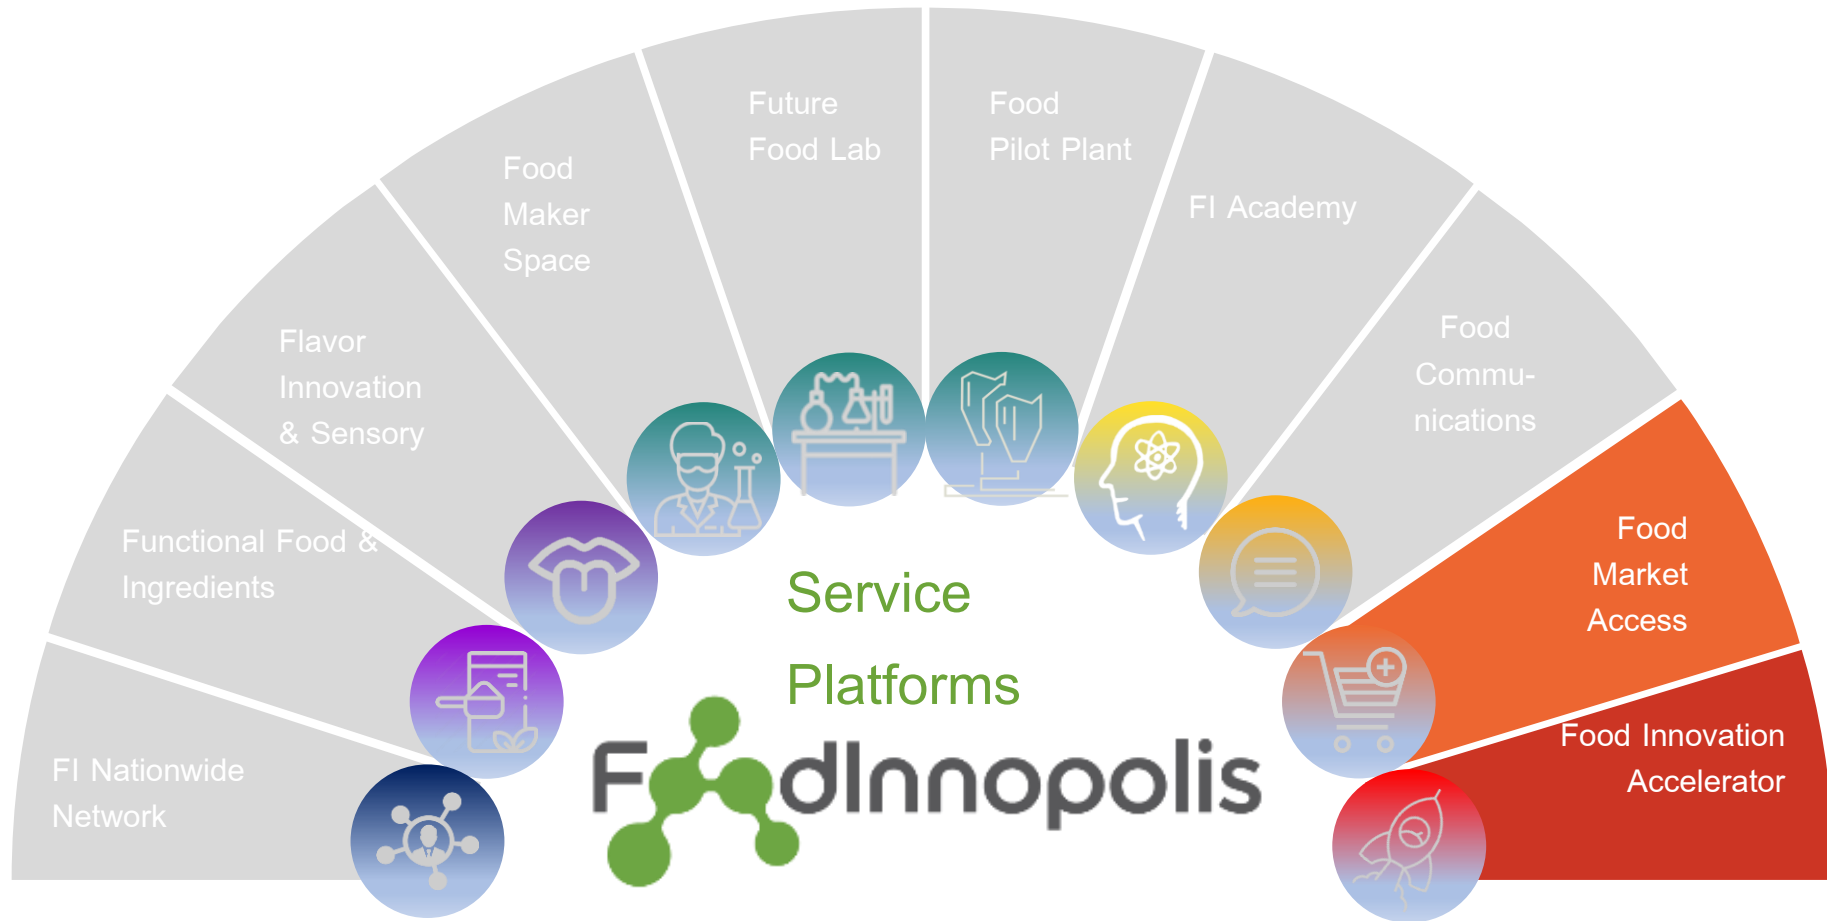 Future
Food Lab
Food
Pilot Plant
Food
Maker
Space
FI Academy
Flavor
Innovation
& Sensory
Food
Commu-
nications
Functional Food &
Ingredients
Food
Market
Access
Service
Platforms
FI Nationwide
Network
FoodInnopolis
Food Innovation
Accelerator